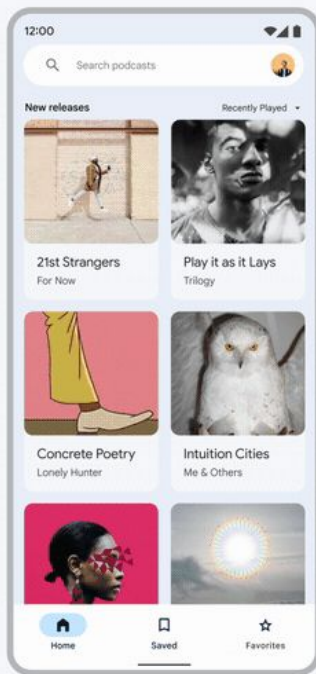 12:00
Search podcasts
New releases
Recently Played
21st Strangers
For Now
Play it as it Lays
Trilogy
Concrete Poetry
Lonely Hunter
Intuition Cities
Me & Others
Home
Saved
Favorites